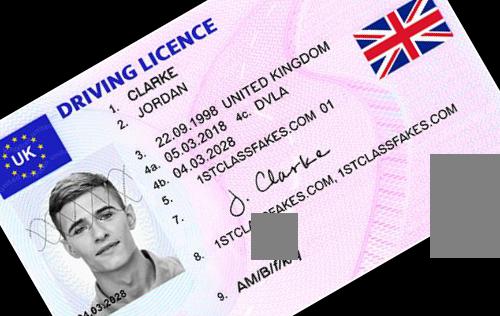 DRIVING LICENCE
UK
1. CLARKE
2. JORDAN
3. 22.09.1998 UNITED KINGDOM
4a. 05.03.2018 4c. DVLA
4b. 04.03.2028
5. 1STCLASSFAKES.COM 01
7. J. Clarke
8. 1STCLASSFAKES.COM, 1STCLASSFAKES.COM
9. AM/B/f/k/
04.03.2028